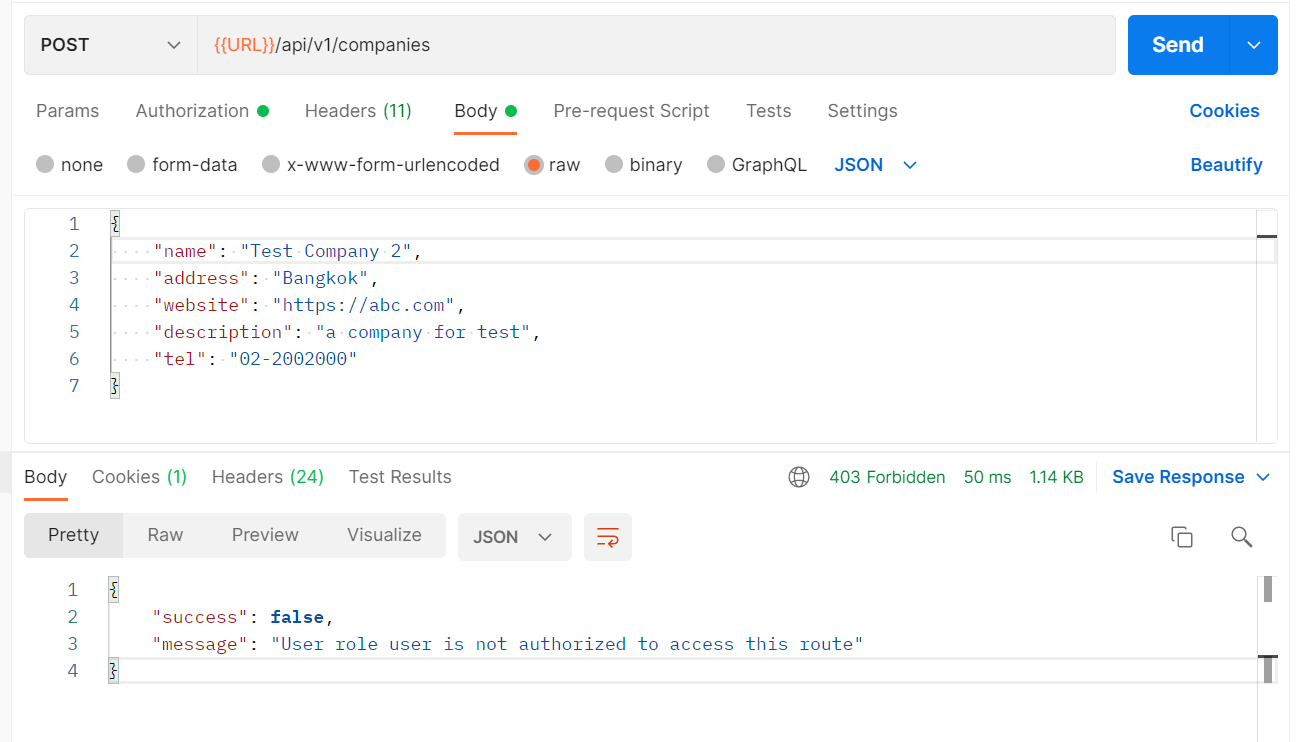 POST {{URL}}/api/v1/companies Send
Params Authorization Headers (11) Body Pre-request Script Tests Settings Cookies
none form-data x-www-form-urlencoded raw binary GraphQL JSON Beautify
1 {
2 "name": "Test Company 2",
3 "address": "Bangkok",
4 "website": "https://abc.com",
5 "description": "a company for test",
6 "tel": "02-2002000"
7 }
Body Cookies (1) Headers (24) Test Results 403 Forbidden 50 ms 1.14 KB Save Response
Pretty Raw Preview Visualize JSON
1 {
2 "success": false,
3 "message": "User role user is not authorized to access this route"
4 }